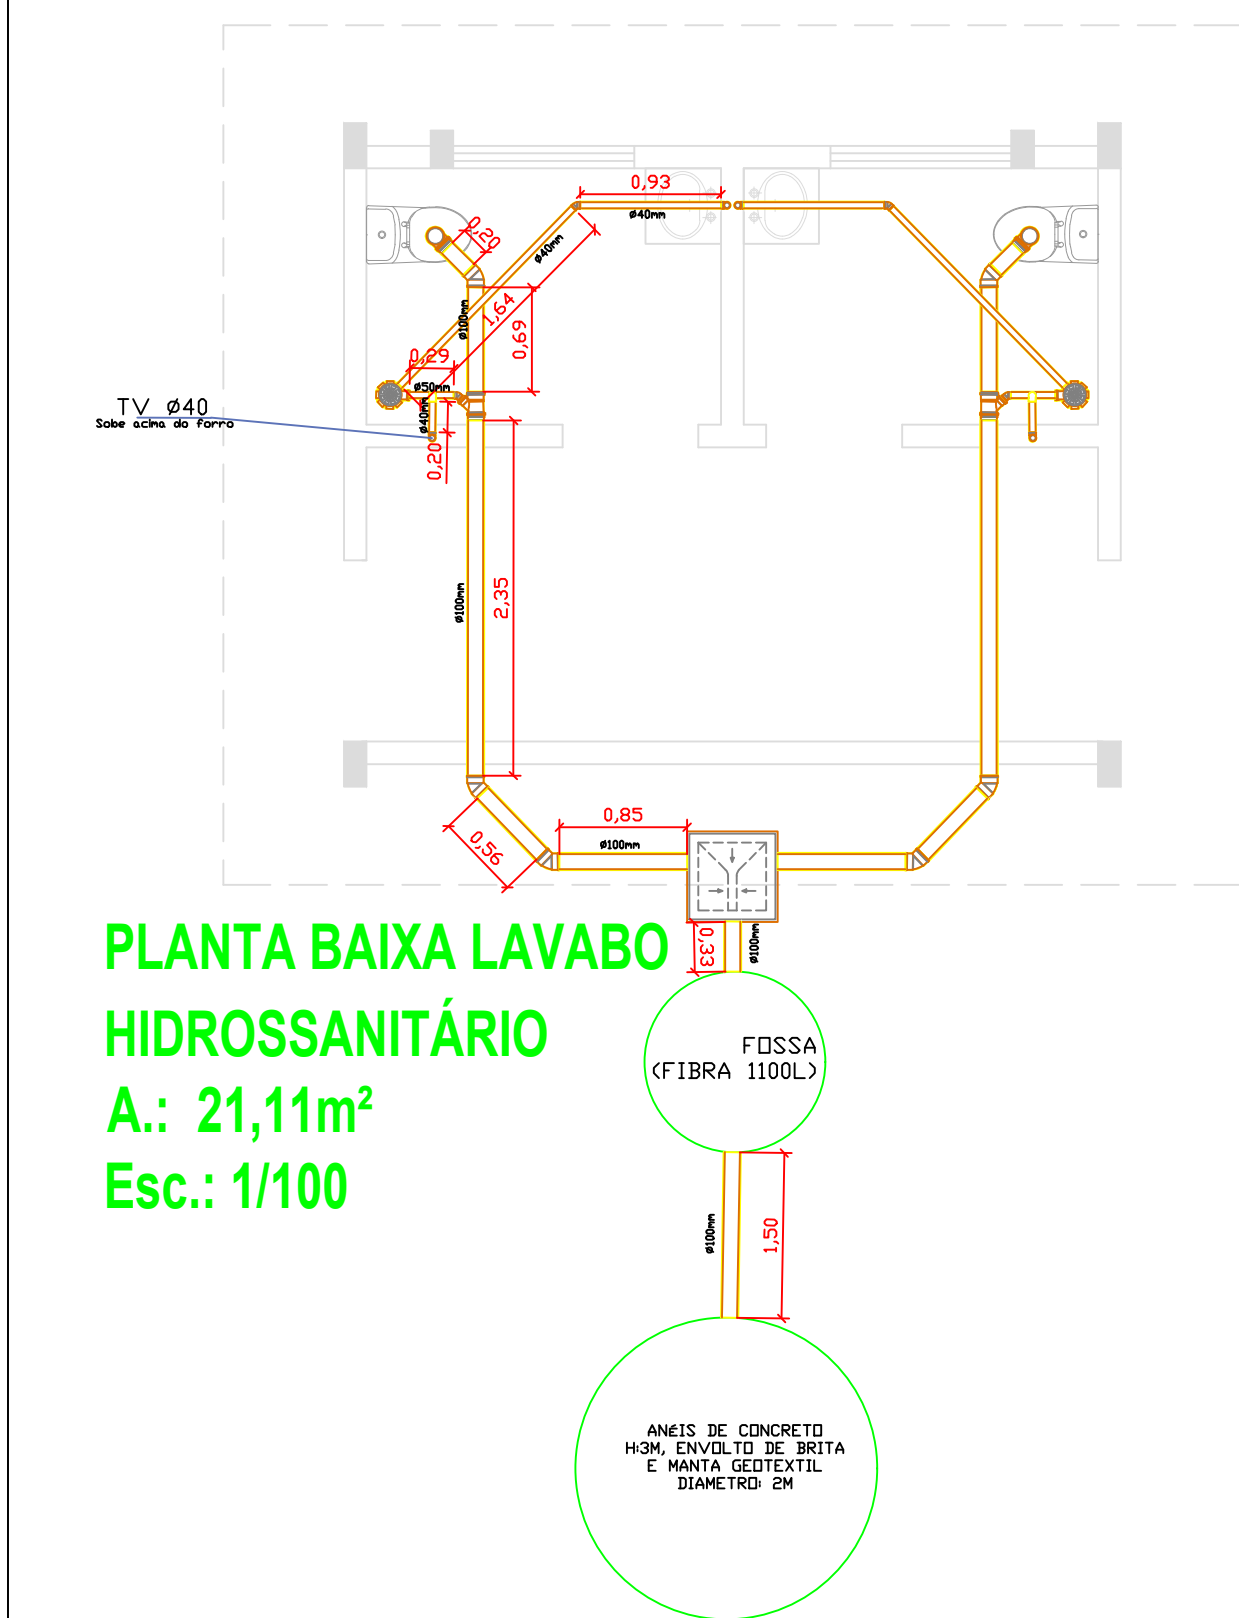 0,93
Ø40mm
0,20
Ø40mm
1,64
Ø100mm
0,69
0,29
Ø50mm
TV Ø40
Sobe acima do forro
Ø40mm
0,20
Ø100mm
2,35
0,85
Ø100mm
0,56
0,33
Ø100mm
PLANTA BAIXA LAVABO
HIDROSSANITÁRIO
A.: 21,11m²
Esc.: 1/100
FOSSA
(FIBRA 1100L)
Ø100mm
1,50
ANÉIS DE CONCRETO
H:3M, ENVOLTO DE BRITA
E MANTA GEOTEXTIL
DIAMETRO: 2M